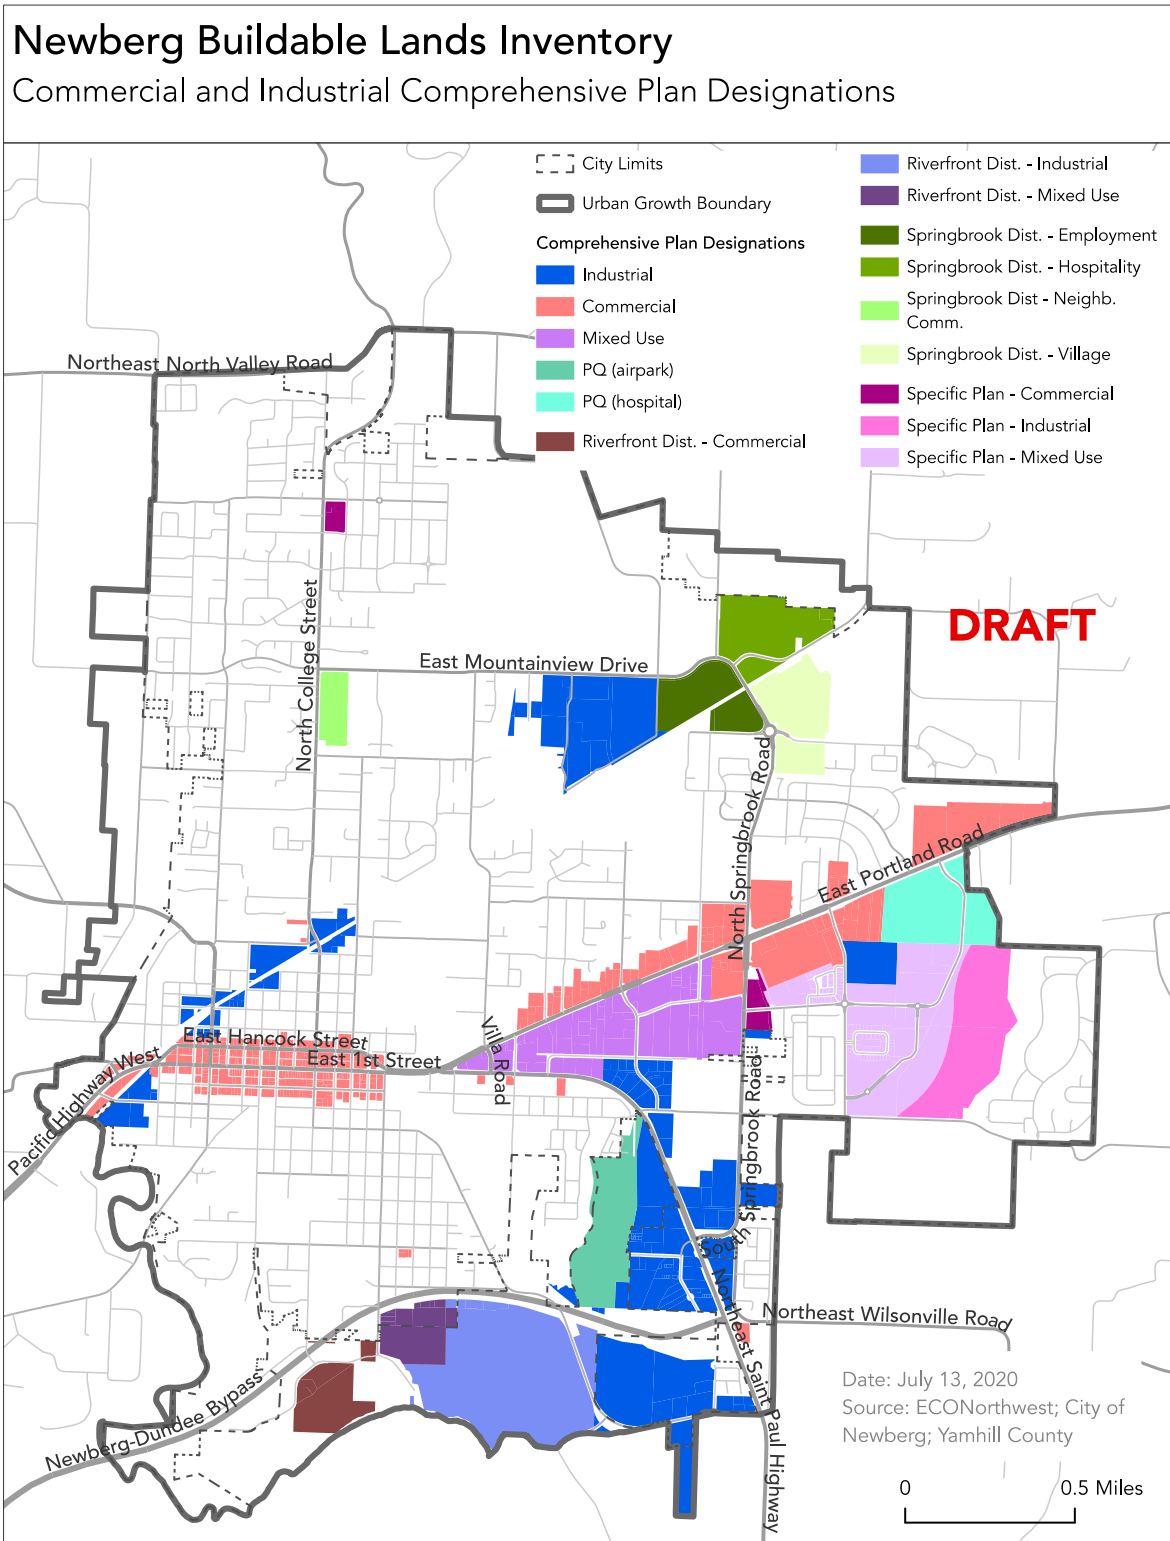 Newberg Buildable Lands Inventory
Commercial and Industrial Comprehensive Plan Designations
City Limits
Urban Growth Boundary
Comprehensive Plan Designations
Industrial
Commercial
Mixed Use
PQ (airpark)
PQ (hospital)
Riverfront Dist. - Commercial
Riverfront Dist. - Industrial
Riverfront Dist. - Mixed Use
Springbrook Dist. - Employment
Springbrook Dist. - Hospitality
Springbrook Dist - Neighb.
Comm.
Springbrook Dist. - Village
Specific Plan - Commercial
Specific Plan - Industrial
Specific Plan - Mixed Use
Northeast North Valley Road
DRAFT
North College Street
East Mountainview Drive
North Springbrook Road
East Portland Road
East Hancock Street
East 1st Street
Villa Road
Pacific Highway West
South Springbrook Road
Northeast Wilsonville Road
Northeast Saint Paul Highway
Newberg-Dundee Bypass
Date: July 13, 2020
Source: ECONorthwest; City of
Newberg; Yamhill County
0 0.5 Miles